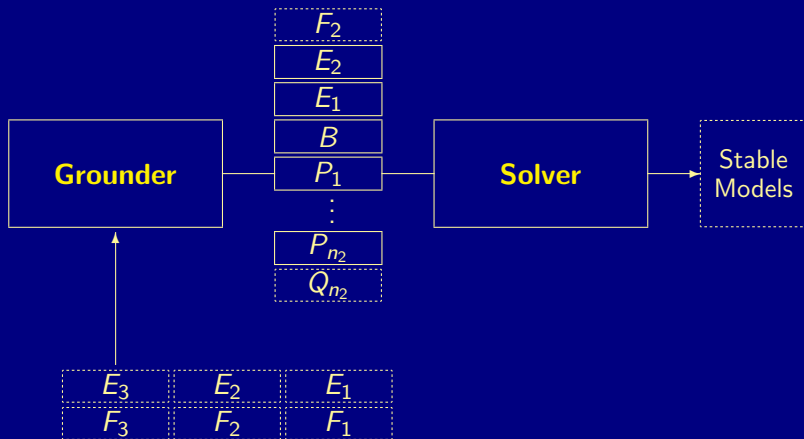 F₂
E₂
E₁
B
Grounder
P₁
Solver
Stable
Models
⋮
Pₙ₂
Qₙ₂
E₃ E₂ E₁
F₃ F₂ F₁